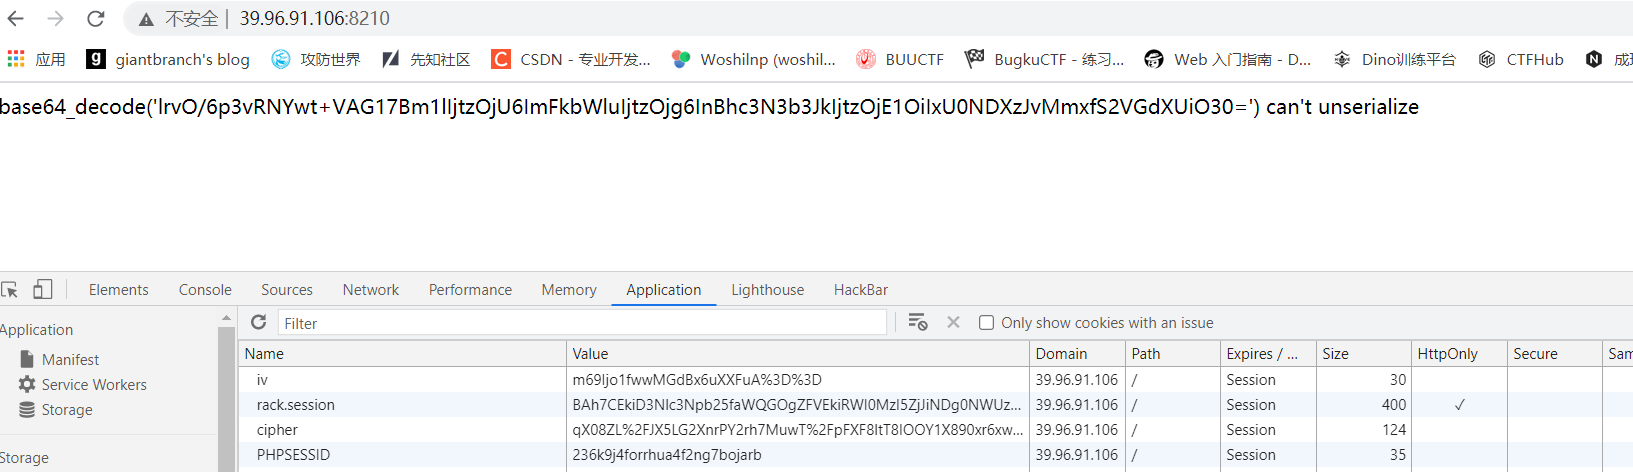 不安全 | 39.96.91.106:8210
应用 giantbranch's blog 攻防世界 先知社区 CSDN - 专业开发... Woshilnp (woshil... BUUCTF BugkuCTF - 练习... Web 入门指南 - D... Dino训练平台 CTFHub 成
base64_decode('lrvO/6p3vRNYwt+VAG17Bm1lIjtzOjU6ImFkbWluIjtzOjg6InBhc3N3b3JkIjtzOjE1OiIxU0NDXzJvMmxfS2VGdXUiO30=') can't unserialize
Elements Console Sources Network Performance Memory Application Lighthouse HackBar
Application
Filter
Only show cookies with an issue
Name Value Domain Path Expires / ... Size HttpOnly Secure Sam
Manifest
iv m69Ijo1fwwMGdBx6uXXFuA%3D%3D 39.96.91.106 / Session 30
Service Workers
rack.session BAh7CEkiD3Nlc3Npb25faWQGOgZFVEkiRWI0MzI5ZjJiNDg0NWUz... 39.96.91.106 / Session 400 ✓
Storage
cipher qX08ZL%2FJX5LG2XnrPY2rh7MuwT%2FpFXF8ItT8IOOY1X890xr6xw... 39.96.91.106 / Session 124
Storage
PHPSESSID 236k9j4forrhua4f2ng7bojarb 39.96.91.106 / Session 35